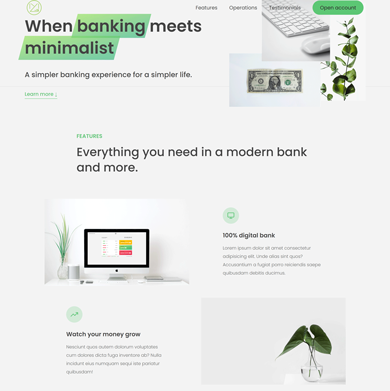 Features Operations Testimonials Open account
When banking meets
minimalist
A simpler banking experience for a simpler life.
Learn more ↓
FEATURES
Everything you need in a modern bank
and more.
100% digital bank
Lorem ipsum dolor sit amet consectetur
adipisicing elit. Unde alias sint quos?
Accusantium a fugiat porro reiciendis saepe
quibusdam debitis ducimus.
Watch your money grow
Nesciunt quos autem dolorum voluptates
cum dolores dicta fuga inventore ab? Nulla
incidunt eius numquam sequi iste pariatur
quibusdam!